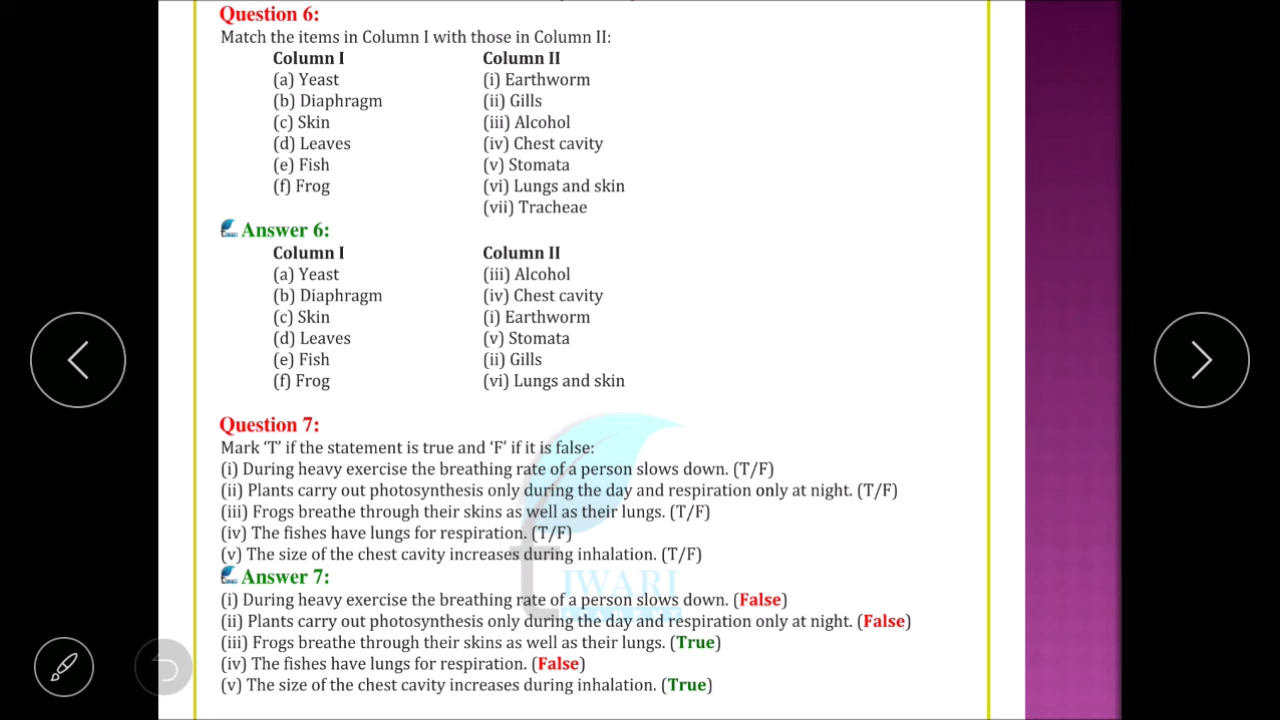 Question 6:
Match the items in Column I with those in Column II:
Column I Column II
(a) Yeast (i) Earthworm
(b) Diaphragm (ii) Gills
(c) Skin (iii) Alcohol
(d) Leaves (iv) Chest cavity
(e) Fish (v) Stomata
(f) Frog (vi) Lungs and skin
(vii) Tracheae
Answer 6:
Column I Column II
(a) Yeast (iii) Alcohol
(b) Diaphragm (iv) Chest cavity
(c) Skin (i) Earthworm
(d) Leaves (v) Stomata
(e) Fish (ii) Gills
(f) Frog (vi) Lungs and skin
Question 7:
Mark ‘T’ if the statement is true and ‘F’ if it is false:
(i) During heavy exercise the breathing rate of a person slows down. (T/F)
(ii) Plants carry out photosynthesis only during the day and respiration only at night. (T/F)
(iii) Frogs breathe through their skins as well as their lungs. (T/F)
(iv) The fishes have lungs for respiration. (T/F)
(v) The size of the chest cavity increases during inhalation. (T/F)
Answer 7:
IWARI
(i) During heavy exercise the breathing rate of a person slows down. (False)
(ii) Plants carry out photosynthesis only during the day and respiration only at night. (False)
(iii) Frogs breathe through their skins as well as their lungs. (True)
(iv) The fishes have lungs for respiration. (False)
(v) The size of the chest cavity increases during inhalation. (True)